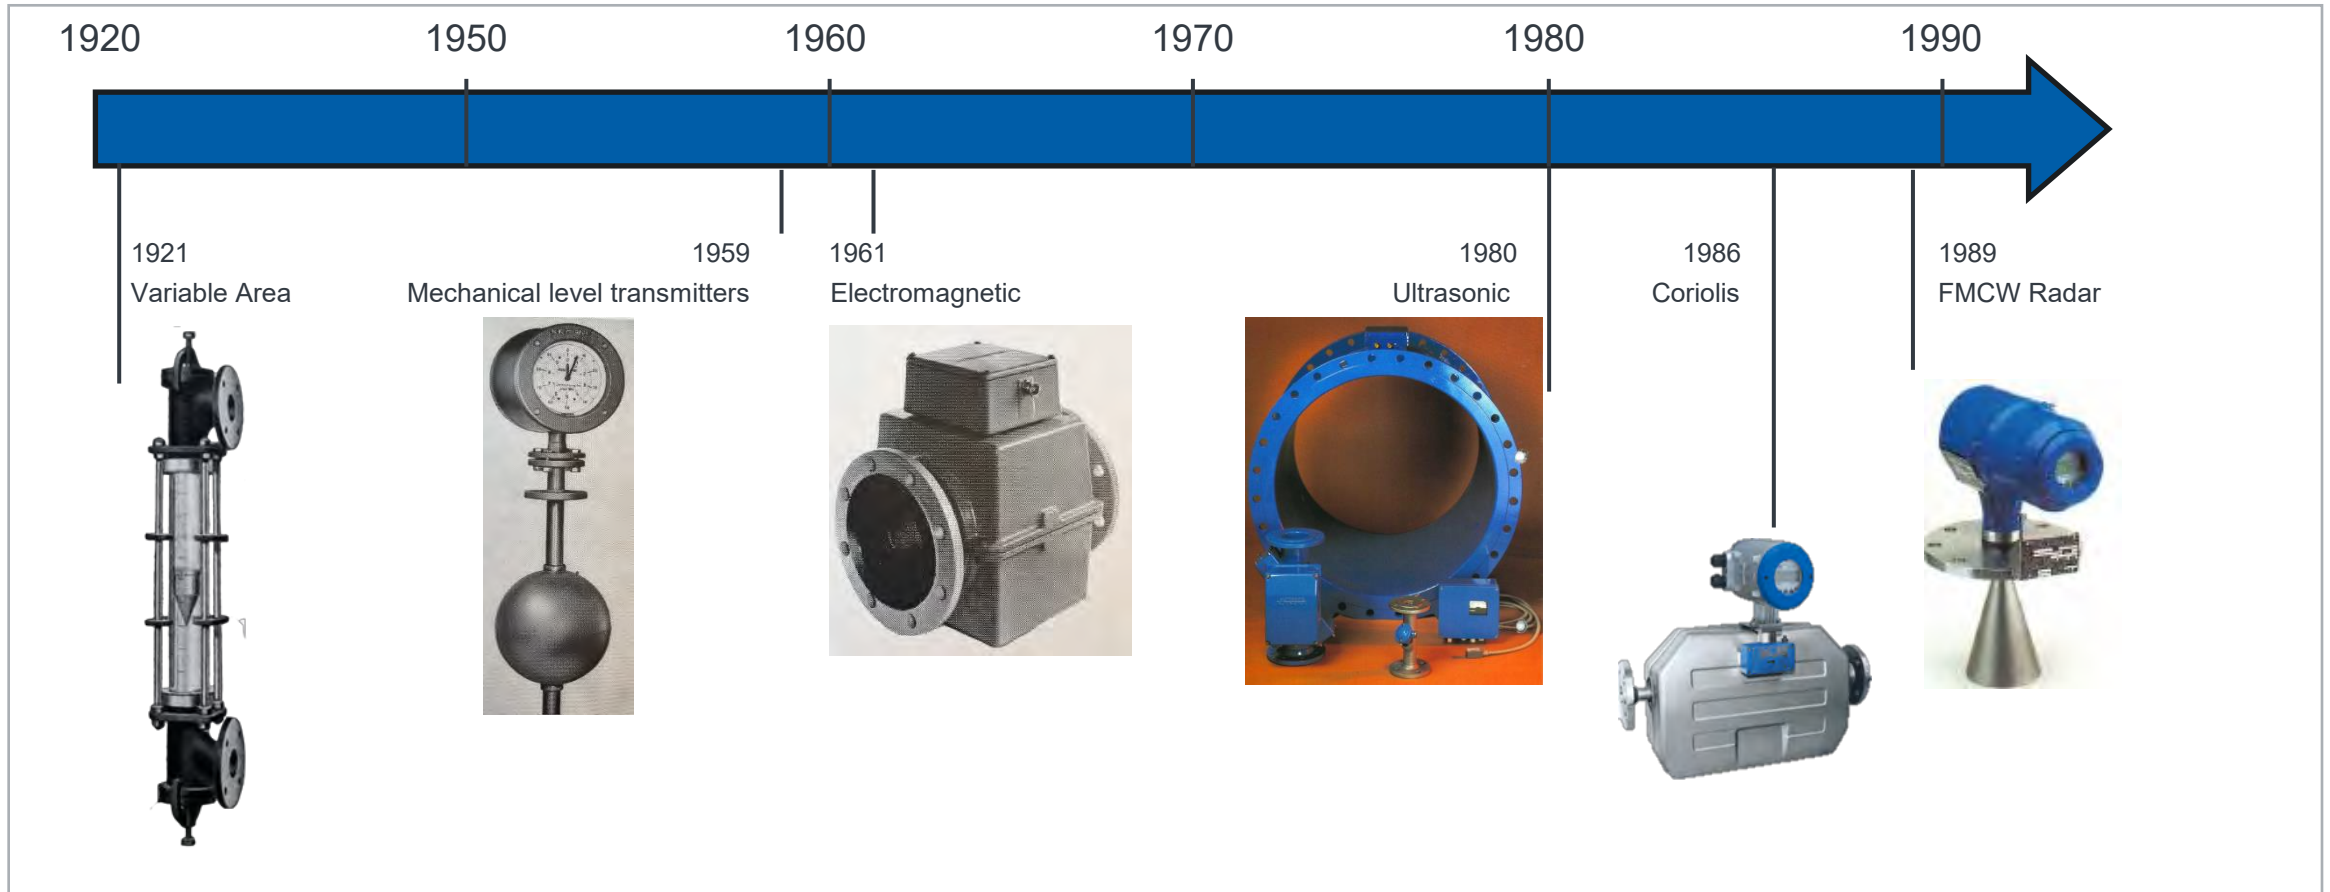 1920
1950
1960
1970
1980
1990
1921
Variable Area
1959
Mechanical level transmitters
1961
Electromagnetic
1980
Ultrasonic
1986
Coriolis
1989
FMCW Radar